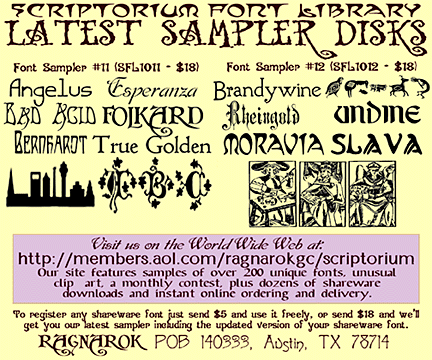 SCRIPTORIUM FONT LIBRARY
LATEST SAMPLER DISKS
Font Sampler #11 (SFL1011 - $18) Font Sampler #12 (SFL1012 - $18)
Angelus Esperanza Brandywine
BAD ACID FOLKARD Rheingold UNDINE
BERNHARDT True Golden MORAVIA SLAVA
F B C
Visit us on the World Wide Web at:
http://members.aol.com/ragnarokgc/scriptorium
Our site features samples of over 200 unique fonts, unusual
clip art, a monthly contest, plus dozens of shareware
downloads and instant online ordering and delivery.
To register any shareware font just send $5 and use it freely, or send $18 and we'll
get you our latest sampler including the updated version of your shareware font.
RAGNAROK POB 140333, Austin, TX 78714